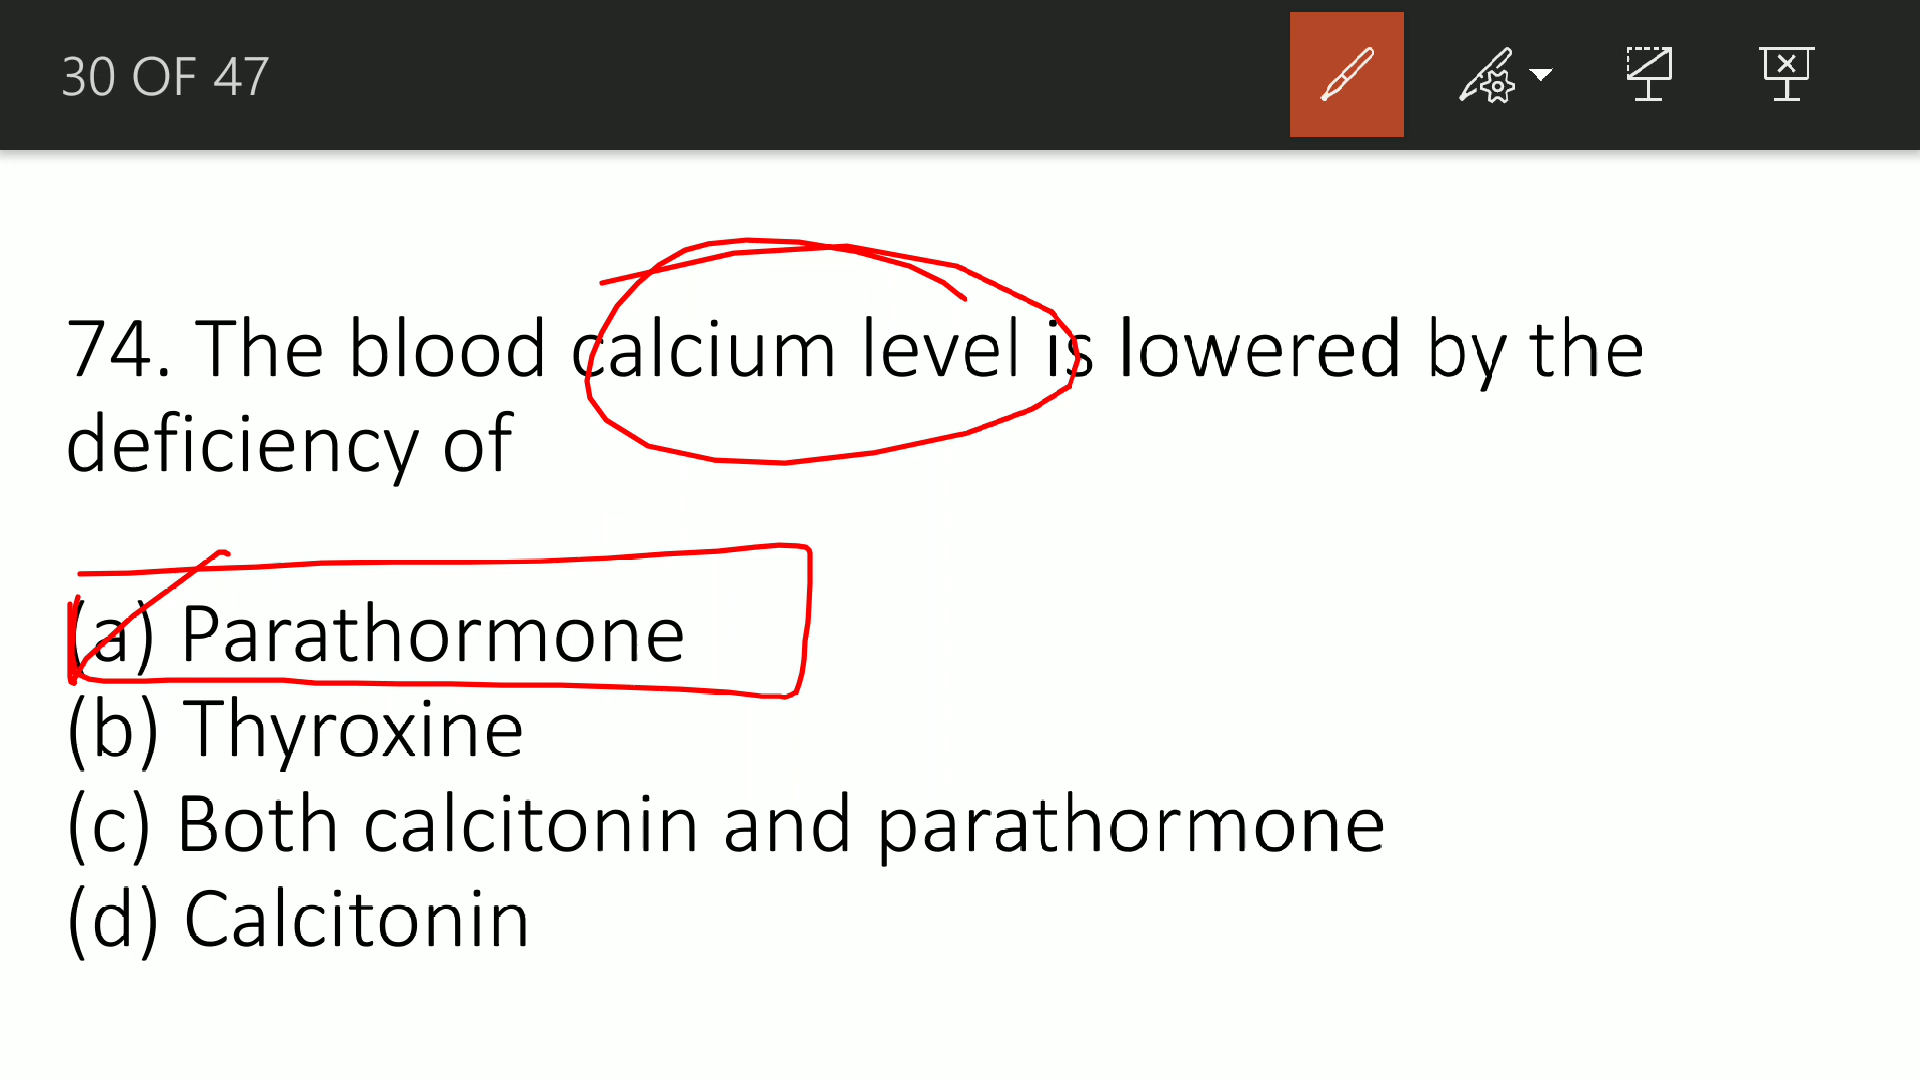 30 OF 47
74. The blood calcium level is lowered by the
deficiency of
(a) Parathormone
(b) Thyroxine
(c) Both calcitonin and parathormone
(d) Calcitonin